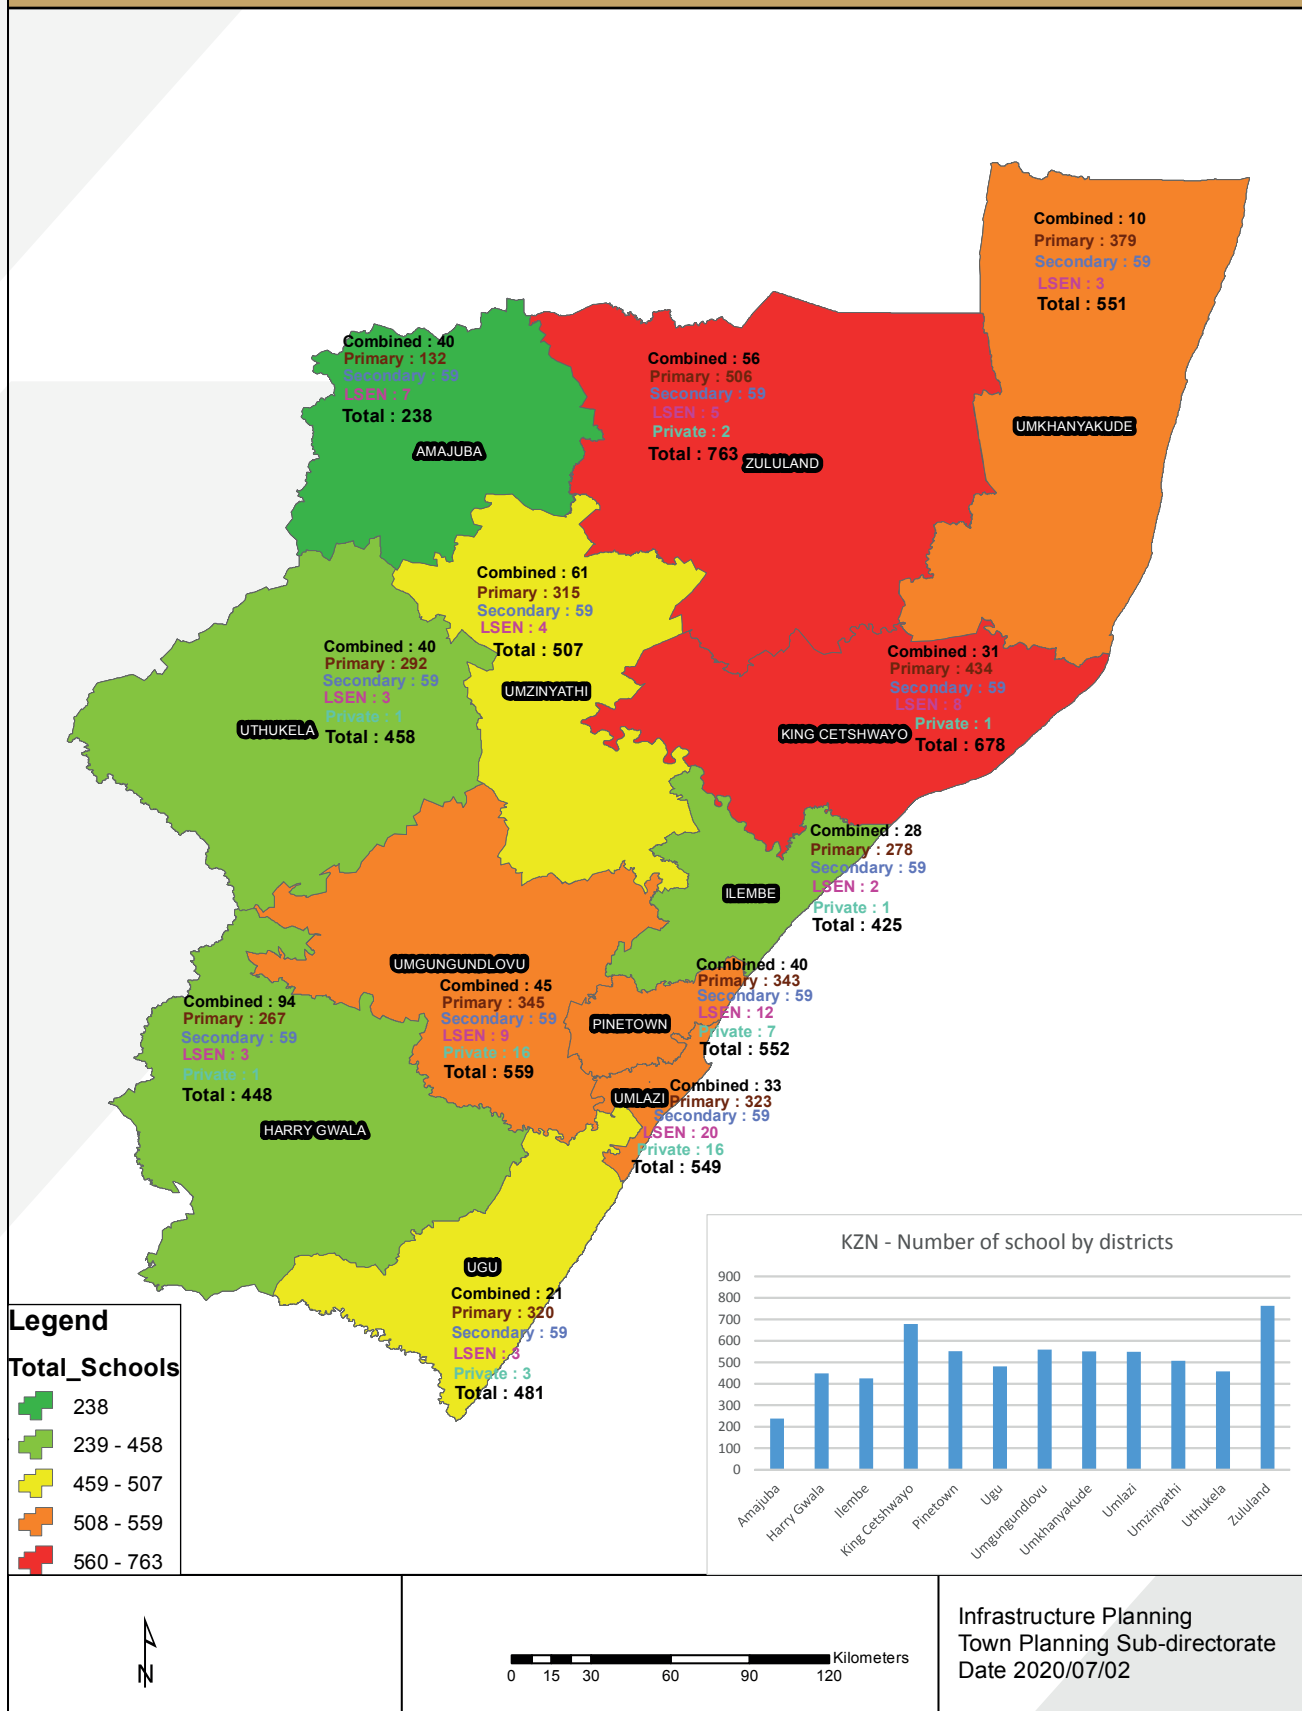 Combined : 10
Primary : 379
Secondary : 59
LSEN : 3
Total : 551
UMKHANYAKUDE
Combined : 40
Primary : 132
Secondary : 59
LSEN : 7
Total : 238
AMAJUBA
Combined : 56
Primary : 506
Secondary : 59
LSEN : 5
Private : 2
Total : 763
ZULULAND
Combined : 61
Primary : 315
Secondary : 59
LSEN : 4
Total : 507
UMZINYATHI
Combined : 40
Primary : 292
Secondary : 59
LSEN : 3
Private : 1
Total : 458
UTHUKELA
Combined : 31
Primary : 434
Secondary : 59
LSEN : 8
Private : 1
Total : 678
KING CETSHWAYO
Combined : 28
Primary : 278
Secondary : 59
LSEN : 2
Private : 1
Total : 425
ILEMBE
UMGUNGUNDLOVU
Combined : 45
Primary : 345
Secondary : 59
LSEN : 9
Private : 16
Total : 559
Combined : 40
Primary : 343
Secondary : 59
LSEN : 12
Private : 7
Total : 552
PINETOWN
Combined : 94
Primary : 267
Secondary : 59
LSEN : 3
Private : 1
Total : 448
HARRY GWALA
UMLAZI
Combined : 33
Primary : 323
Secondary : 59
LSEN : 20
Private : 16
Total : 549
UGU
Combined : 21
Primary : 320
Secondary : 59
LSEN : 3
Private : 3
Total : 481
KZN - Number of school by districts
900
800
700
600
500
400
300
200
100
0
Amajuba
Harry Gwala
Ilembe
King Cetshwayo
Pinetown
Ugu
Umgungundlovu
Umkhanyakude
Umlazi
Umzinyathi
Uthukela
Zululand
Legend
Total_Schools
238
239 - 458
459 - 507
508 - 559
560 - 763
N
Kilometers
0 15 30 60 90 120
Infrastructure Planning
Town Planning Sub-directorate
Date 2020/07/02